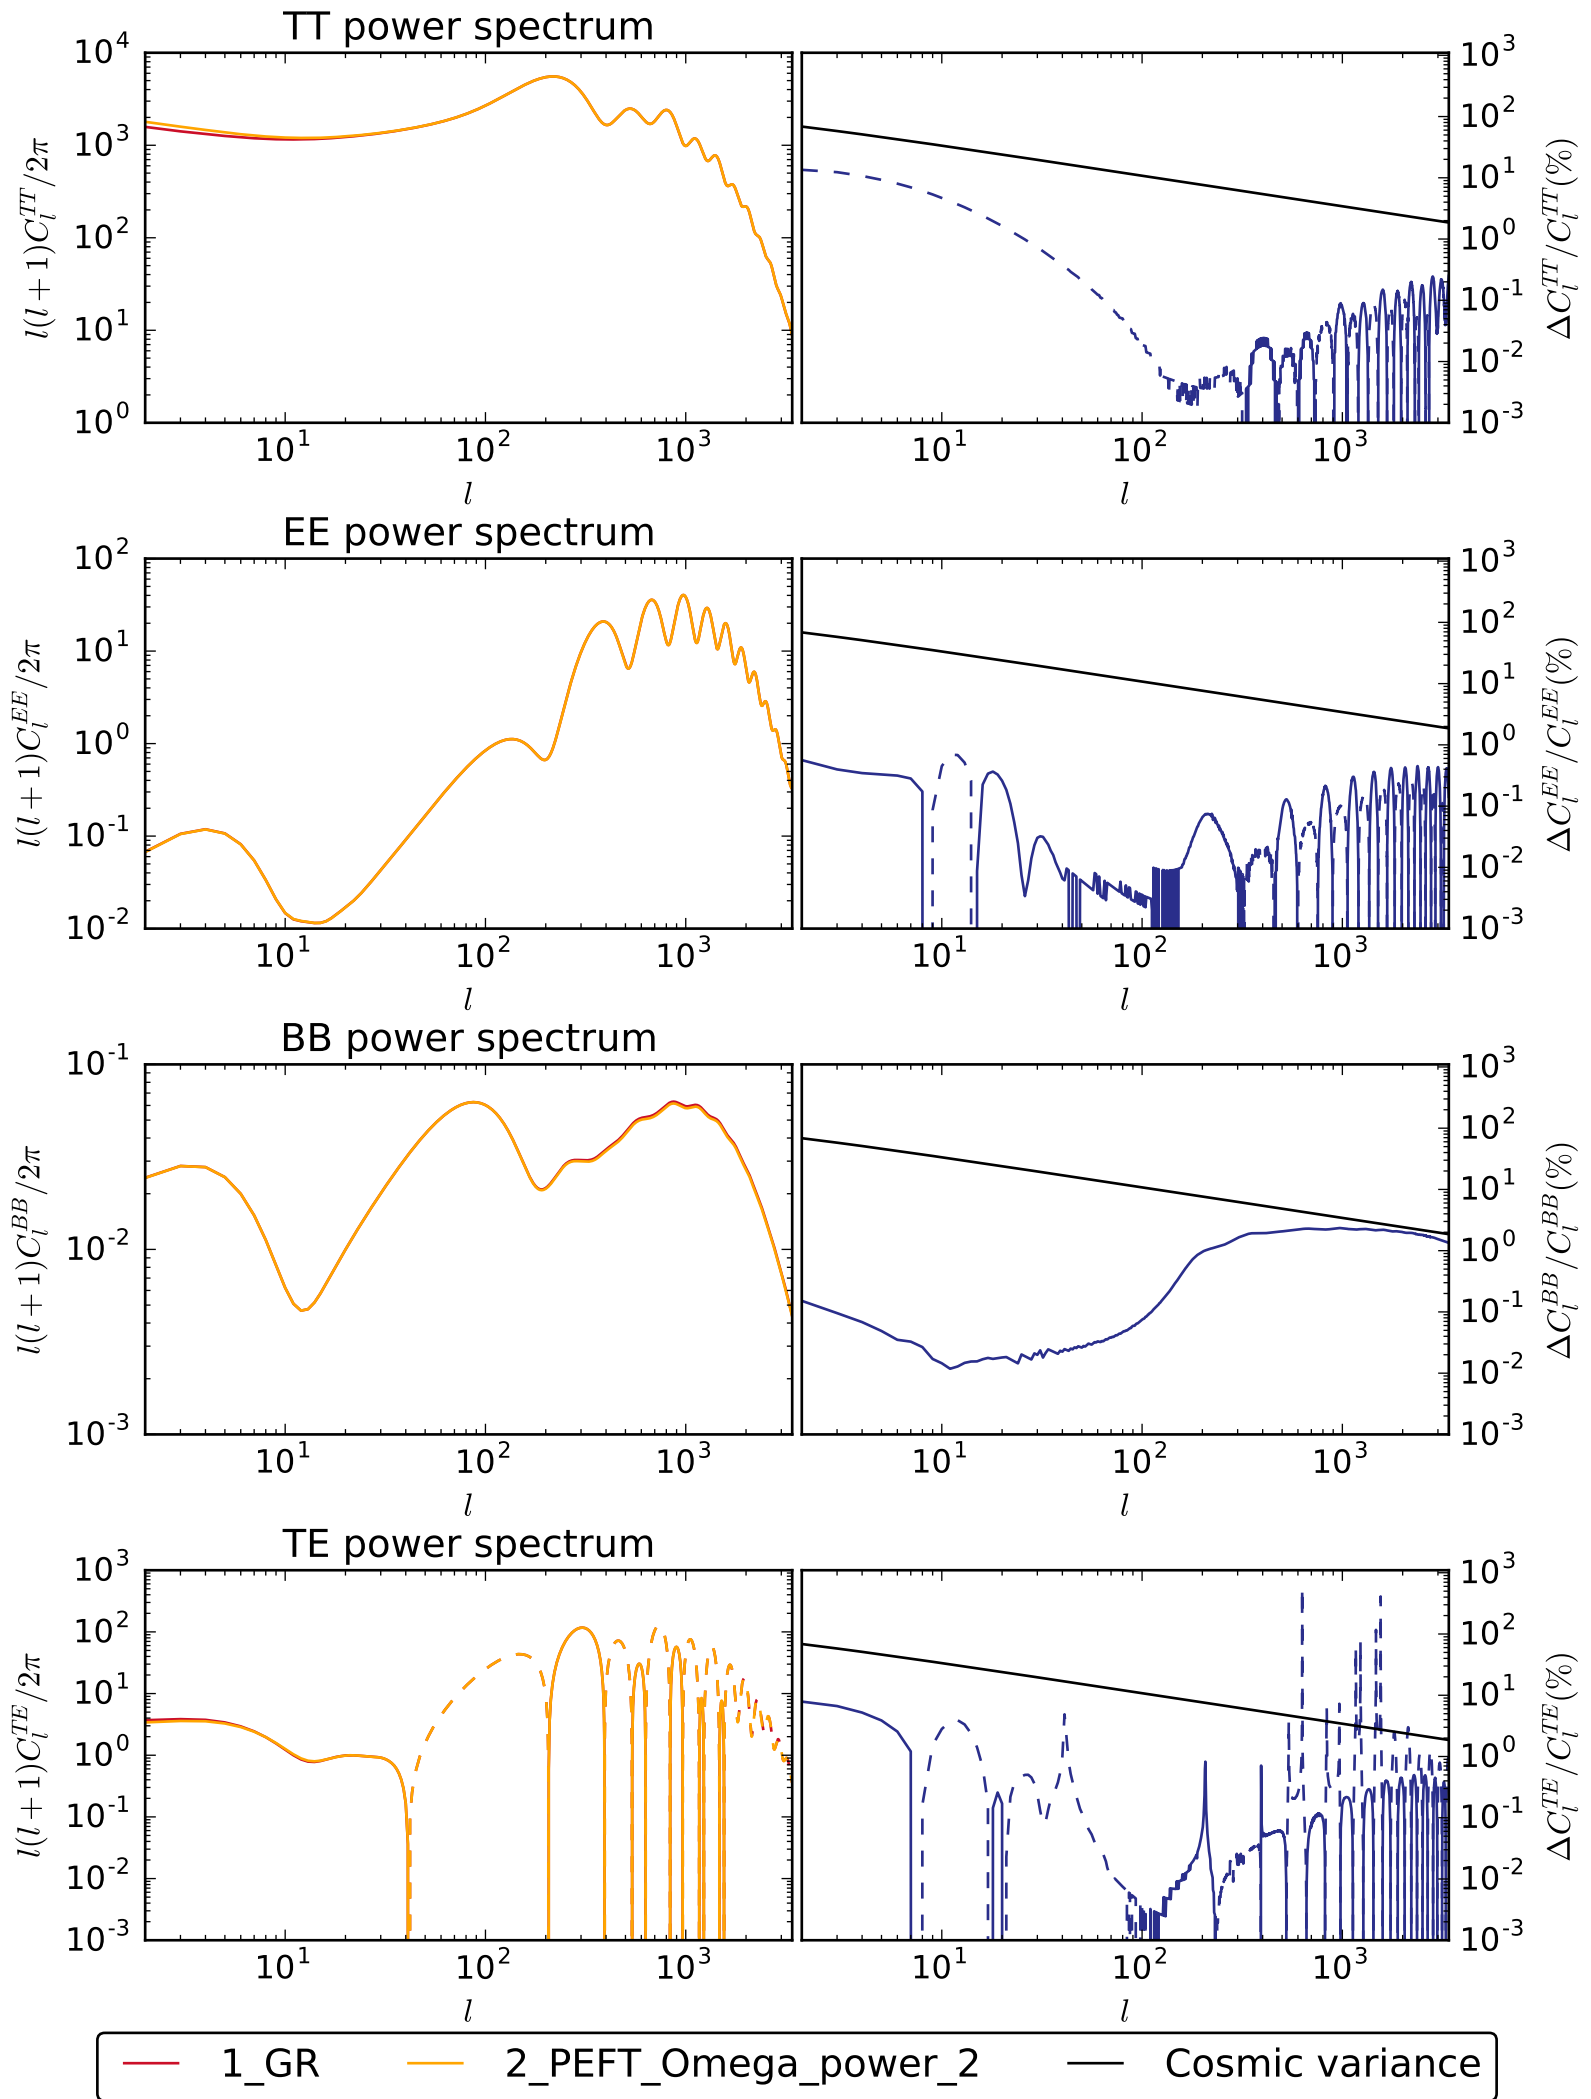 TT power spectrum
l(l + 1)C_l^{TT}/2π
10^4
10^3
10^2
10^1
10^0
10^1 10^2 10^3
l
10^1 10^2 10^3
l
10^3
10^2
10^1
10^0
10^-1
10^-2
10^-3
ΔC_l^{TT}/C_l^{TT}(%)
EE power spectrum
l(l + 1)C_l^{EE}/2π
10^2
10^1
10^0
10^-1
10^-2
10^1 10^2 10^3
l
10^1 10^2 10^3
l
10^3
10^2
10^1
10^0
10^-1
10^-2
10^-3
ΔC_l^{EE}/C_l^{EE}(%)
BB power spectrum
l(l + 1)C_l^{BB}/2π
10^-1
10^-2
10^-3
10^1 10^2 10^3
l
10^1 10^2 10^3
l
10^3
10^2
10^1
10^0
10^-1
10^-2
10^-3
ΔC_l^{BB}/C_l^{BB}(%)
TE power spectrum
l(l + 1)C_l^{TE}/2π
10^3
10^2
10^1
10^0
10^-1
10^-2
10^-3
10^1 10^2 10^3
l
10^1 10^2 10^3
l
10^3
10^2
10^1
10^0
10^-1
10^-2
10^-3
ΔC_l^{TE}/C_l^{TE}(%)
1_GR 2_PEFT_Omega_power_2 Cosmic variance